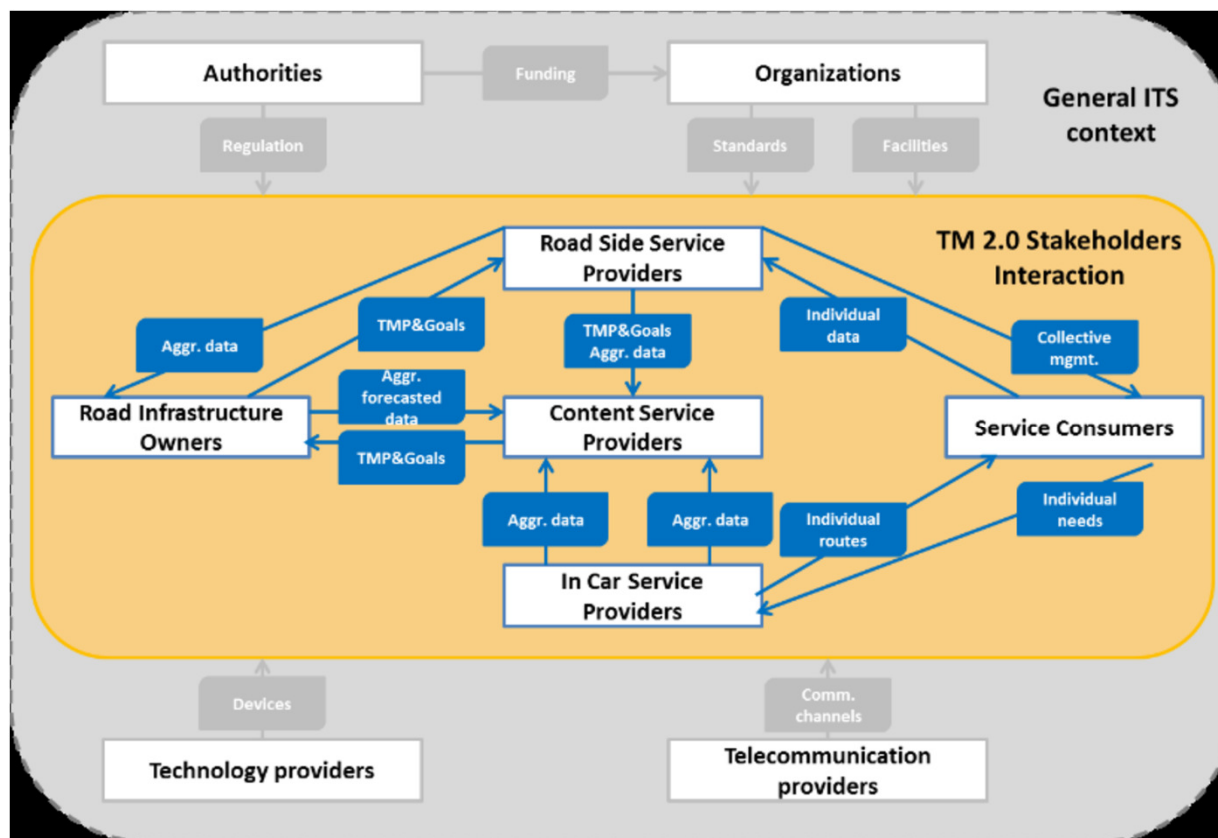 Authorities
Funding
Organizations
General ITS
context
Regulation
Standards
Facilities
Road Side Service
Providers
TM 2.0 Stakeholders
Interaction
Aggr. data
TMP&Goals
TMP&Goals
Aggr. data
Individual
data
Collective
mgmt.
Road Infrastructure
Owners
Aggr.
forecasted
data
TMP&Goals
Content Service
Providers
Service Consumers
Aggr. data
Aggr. data
Individual
routes
Individual
needs
In Car Service
Providers
Devices
Comm.
channels
Technology providers
Telecommunication
providers